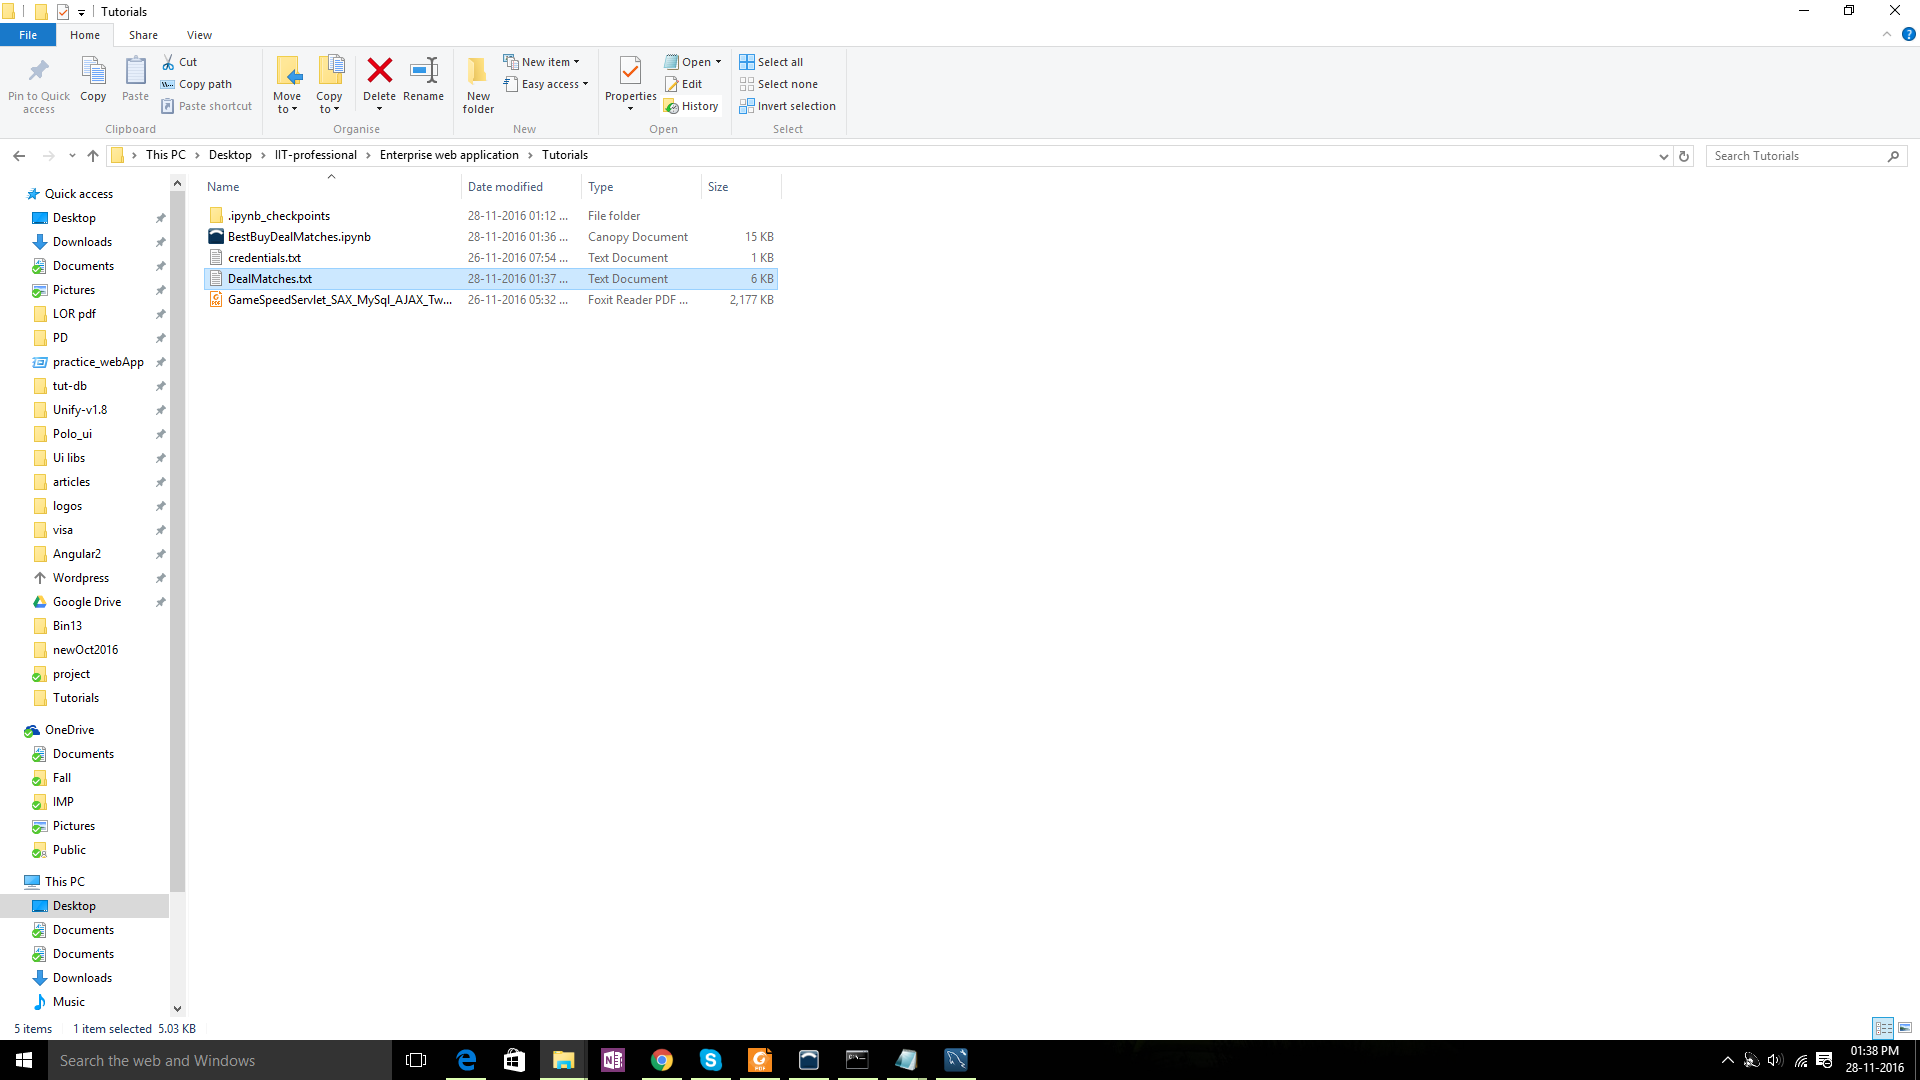 Tutorials
File Home Share View
Pin to Quick access
Copy
Paste
Cut
Copy path
Paste shortcut
Clipboard
Move to
Copy to
Delete
Rename
Organise
New folder
New item
Easy access
New
Properties
Open
Edit
History
Open
Select all
Select none
Invert selection
Select
This PC Desktop IIT-professional Enterprise web application Tutorials
Search Tutorials
Quick access
Desktop
Downloads
Documents
Pictures
LOR pdf
PD
practice_webApp
tut-db
Unify-v1.8
Polo_ui
Ui libs
articles
logos
visa
Angular2
Wordpress
Google Drive
Bin13
newOct2016
project
Tutorials
OneDrive
Documents
Fall
IMP
Pictures
Public
This PC
Desktop
Documents
Documents
Downloads
Music
Name Date modified Type Size
.ipynb_checkpoints 28-11-2016 01:12 ... File folder
BestBuyDealMatches.ipynb 28-11-2016 01:36 ... Canopy Document 15 KB
credentials.txt 26-11-2016 07:54 ... Text Document 1 KB
DealMatches.txt 28-11-2016 01:37 ... Text Document 6 KB
GameSpeedServlet_SAX_MySql_AJAX_Tw... 26-11-2016 05:32 ... Foxit Reader PDF ... 2,177 KB
5 items 1 item selected 5.03 KB
Search the web and Windows
01:38 PM
28-11-2016